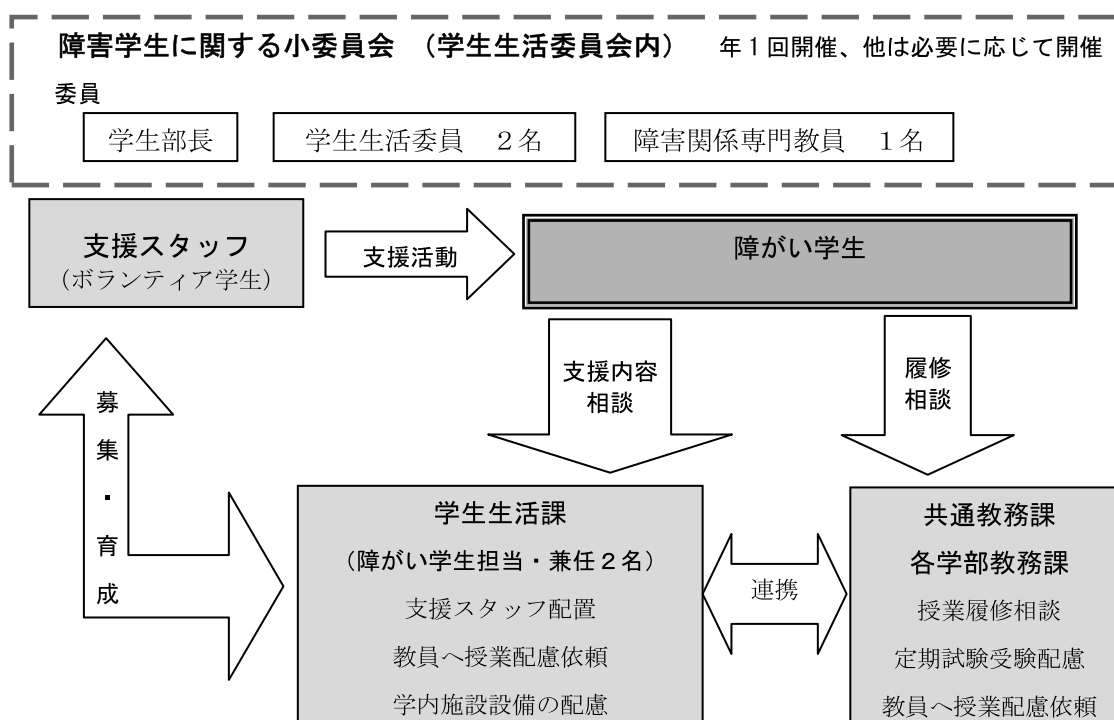 障害学生に関する小委員会 （学生生活委員会内） 年１回開催、他は必要に応じて開催
委員
学生部長
学生生活委員 ２名
障害関係専門教員 １名
支援スタッフ
（ボランティア学生）
支援活動
障がい学生
支援内容
相談
履修
相談
募集・育成
学生生活課
（障がい学生担当・兼任２名）
支援スタッフ配置
教員へ授業配慮依頼
学内施設設備の配慮
連携
共通教務課
各学部教務課
授業履修相談
定期試験受験配慮
教員へ授業配慮依頼